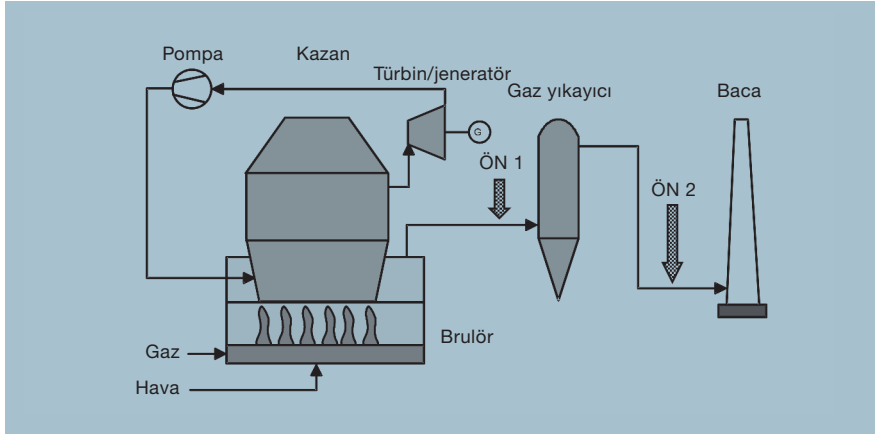 Pompa
Kazan
Türbin/jeneratör
Gaz yıkayıcı
Baca
G
ÖN 1
ÖN 2
Brulör
Gaz
Hava